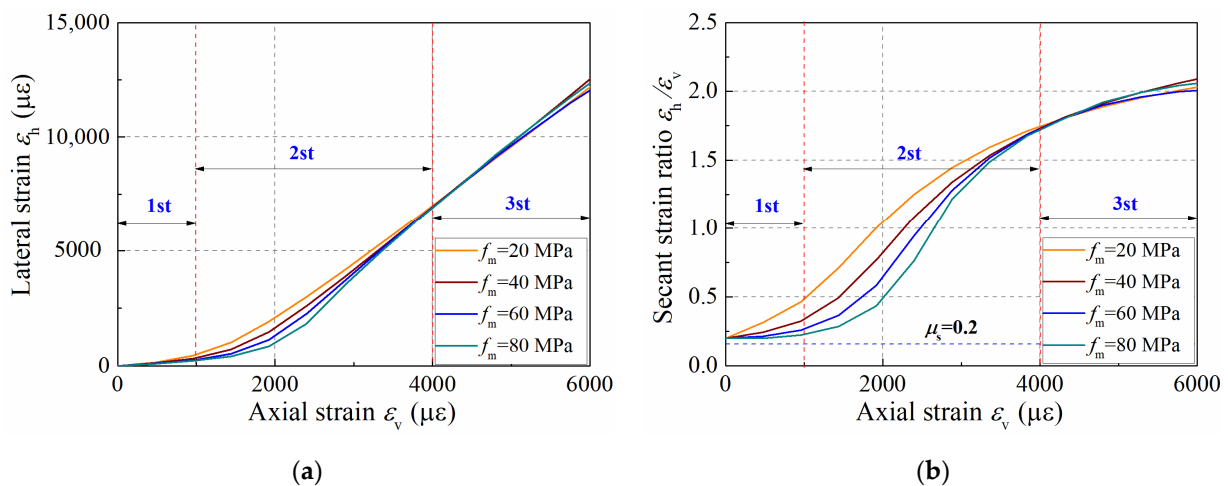 15,000
10,000
5000
0
Lateral strain εh (με)
1st
2st
3st
fm=20 MPa
fm=40 MPa
fm=60 MPa
fm=80 MPa
0 2000 4000 6000
Axial strain εv (με)
(a)
2.5
2.0
1.5
1.0
0.5
0.0
Secant strain ratio εh/εv
1st
2st
3st
μs=0.2
fm=20 MPa
fm=40 MPa
fm=60 MPa
fm=80 MPa
0 2000 4000 6000
Axial strain εv (με)
(b)